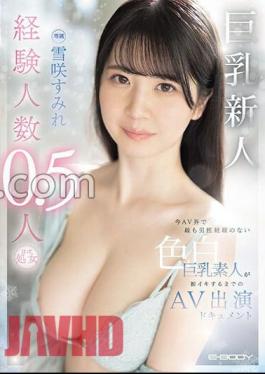 巨乳新人
専属
雪咲すみれ
経験人数
0.5人
処女
今AV界で
最も男性経験のない
色白
巨乳素人が
初イキするまでの
AV出演
ドキュメント
JAVHD
E-BODY